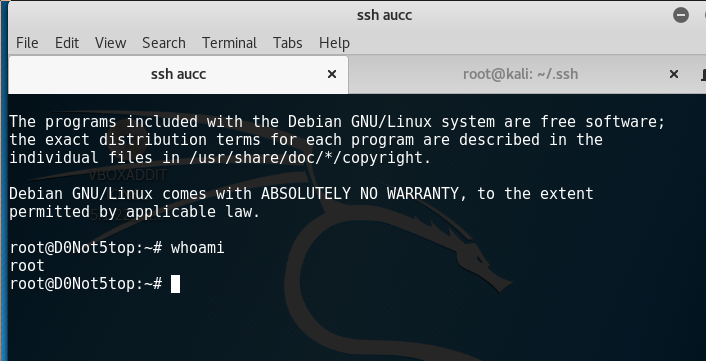 ssh aucc
File Edit View Search Terminal Tabs Help
ssh aucc × root@kali: ~/.ssh ×
The programs included with the Debian GNU/Linux system are free software;
the exact distribution terms for each program are described in the
individual files in /usr/share/doc/*/copyright.
VBOXADDIT
Debian GNU/Linux comes with ABSOLUTELY NO WARRANTY, to the extent
permitted by applicable law.
root@D0Not5top:~# whoami
root
root@D0Not5top:~#